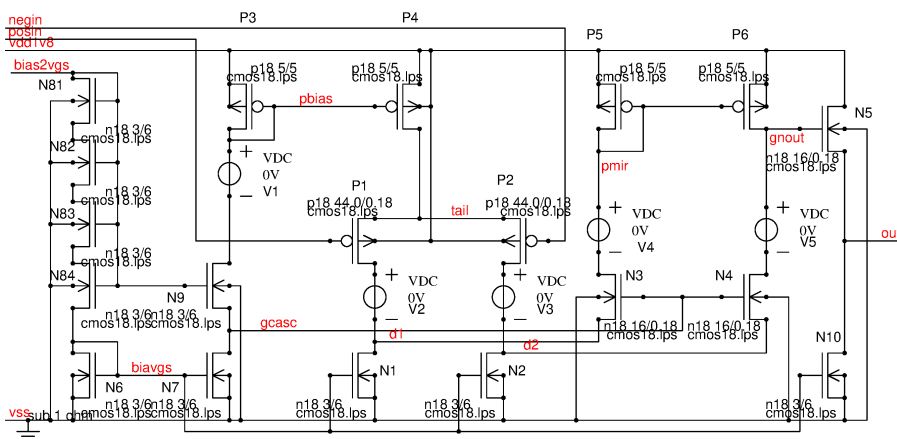 negin
P3
P4
posin
P5
P6
vdd1v8
bias2vgs
p18 5/5
cmos18.lps
p18 5/5
cmos18.lps
p18 5/5
cmos18.lps
p18 5/5
cmos18.lps
N81
pbias
N5
n18 3/6
cmos18.lps
gnout
N82
n18 16/0.18
cmos18.lps
VDC
0V
V1
pmir
P1
P2
n18 3/6
cmos18.lps
p18 44.0/0.18
cmos18.lps
p18 44.0/0.18
cmos18.lps
N83
tail
VDC
0V
V4
VDC
0V
V5
ou
n18 3/6
cmos18.lps
N84
N9
VDC
0V
V2
VDC
0V
V3
N3
N4
n18 3/6
cmos18.lps
n18 3/6
cmos18.lps
gcasc
n18 16/0.18
cmos18.lps
n18 16/0.18
cmos18.lps
d1
d2
N10
biavgs
N6
N7
N1
N2
n18 3/6
cmos18.lps
n18 3/6
cmos18.lps
n18 3/6
cmos18.lps
n18 3/6
cmos18.lps
n18 3/6
cmos18.lps
vss
sub 1 ohm